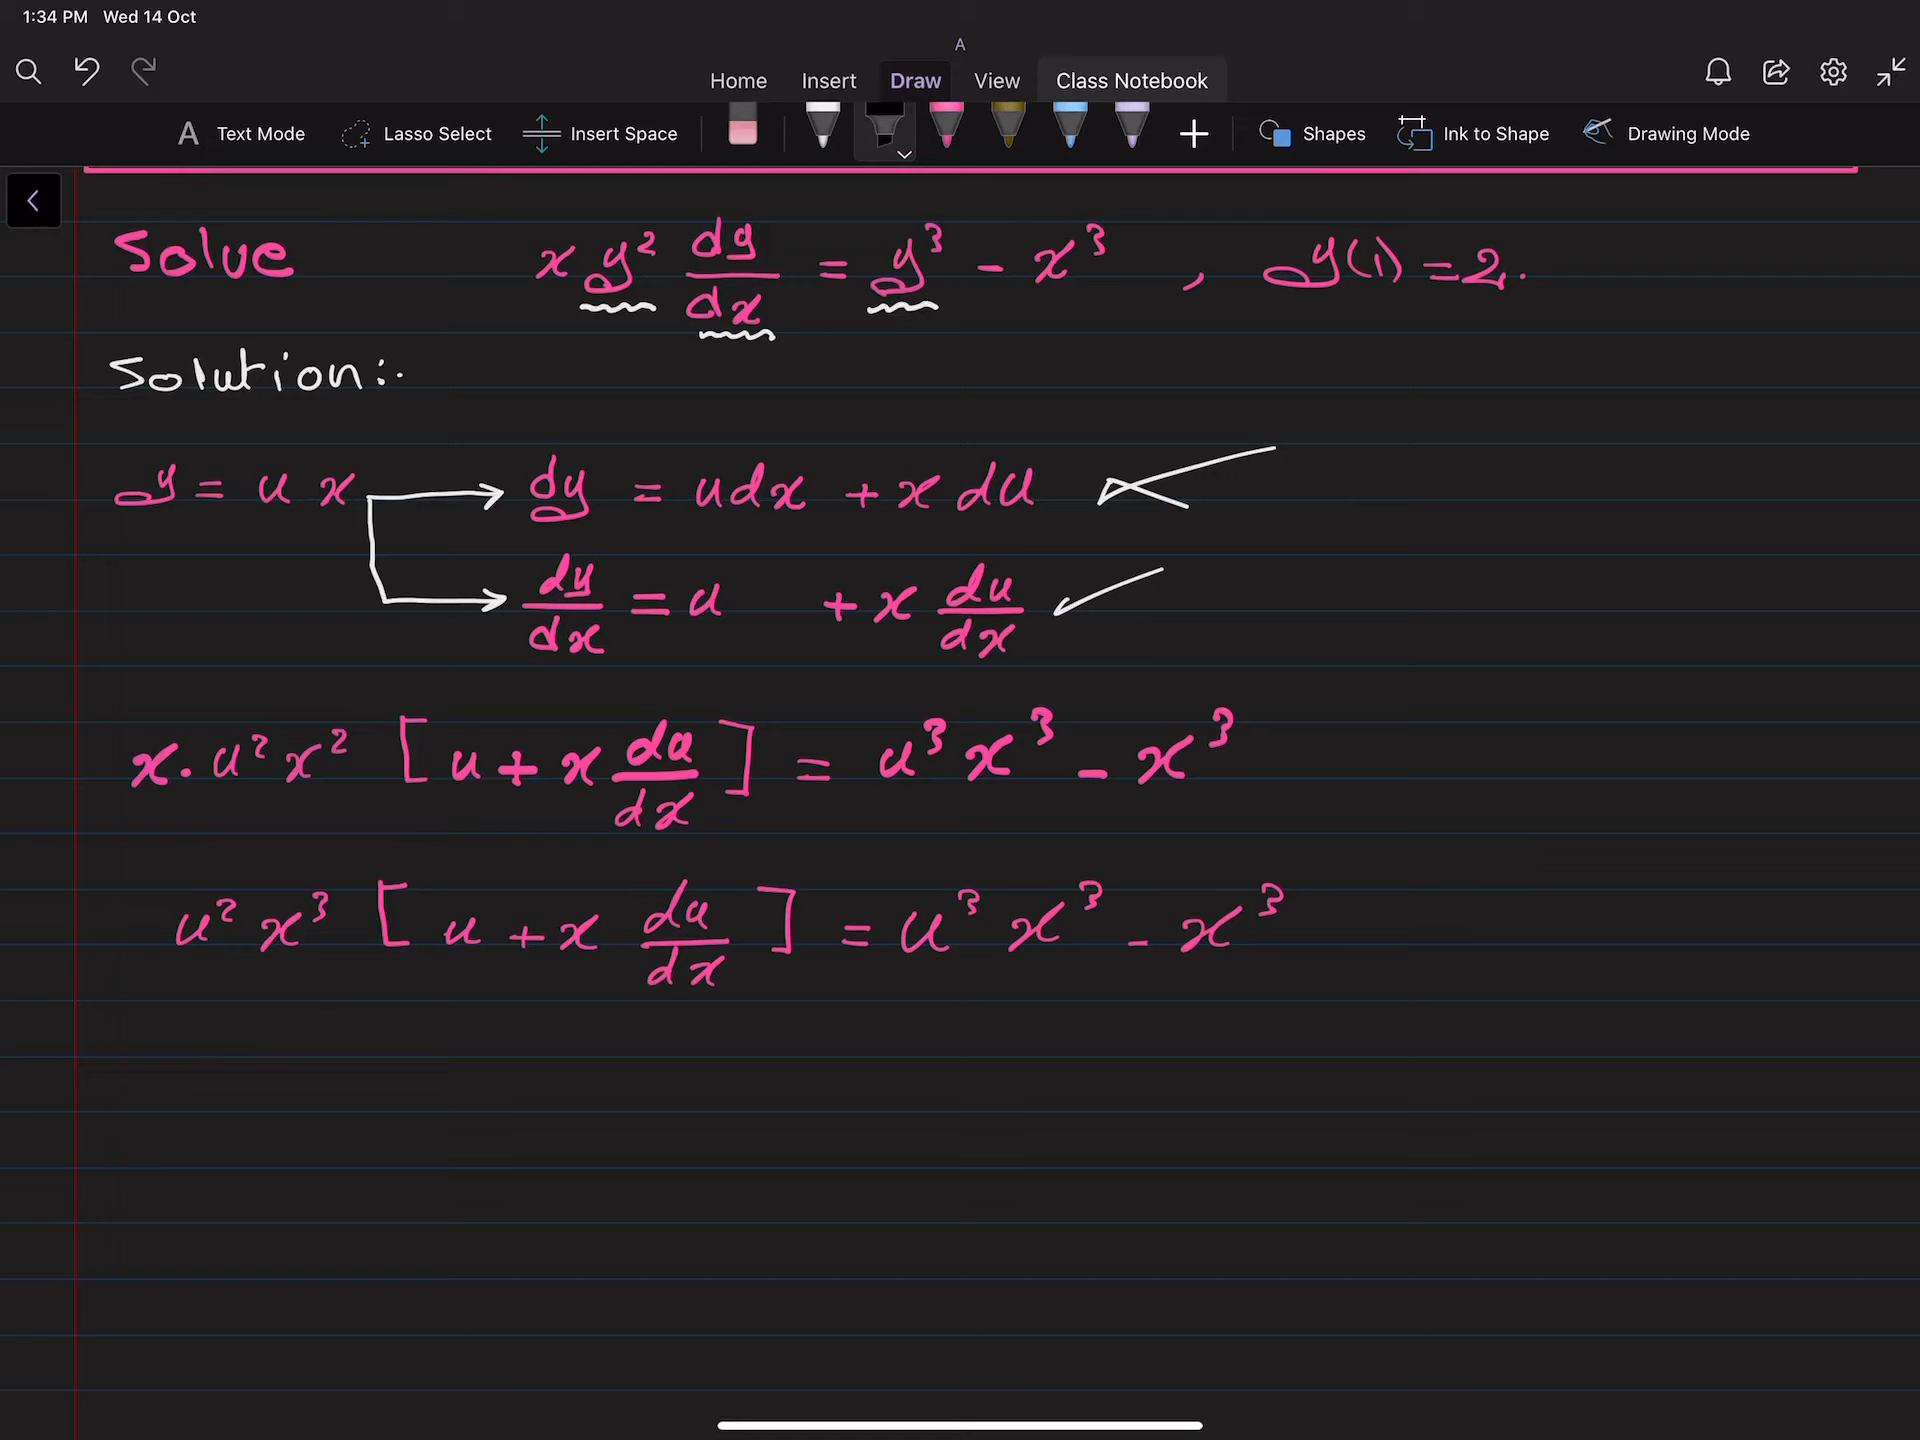 1:34 PM Wed 14 Oct
A
Home Insert Draw View Class Notebook
A Text Mode Lasso Select Insert Space Shapes Ink to Shape Drawing Mode
Solve x y² dy/dx = y³ - x³ , y(1) = 2.
Solution:.
y = u x dy = u dx + x du
dy/dx = u + x du/dx
x. u² x² [ u + x du/dx ] = u³ x³ - x³
u² x³ [ u + x du/dx ] = u³ x³ - x³